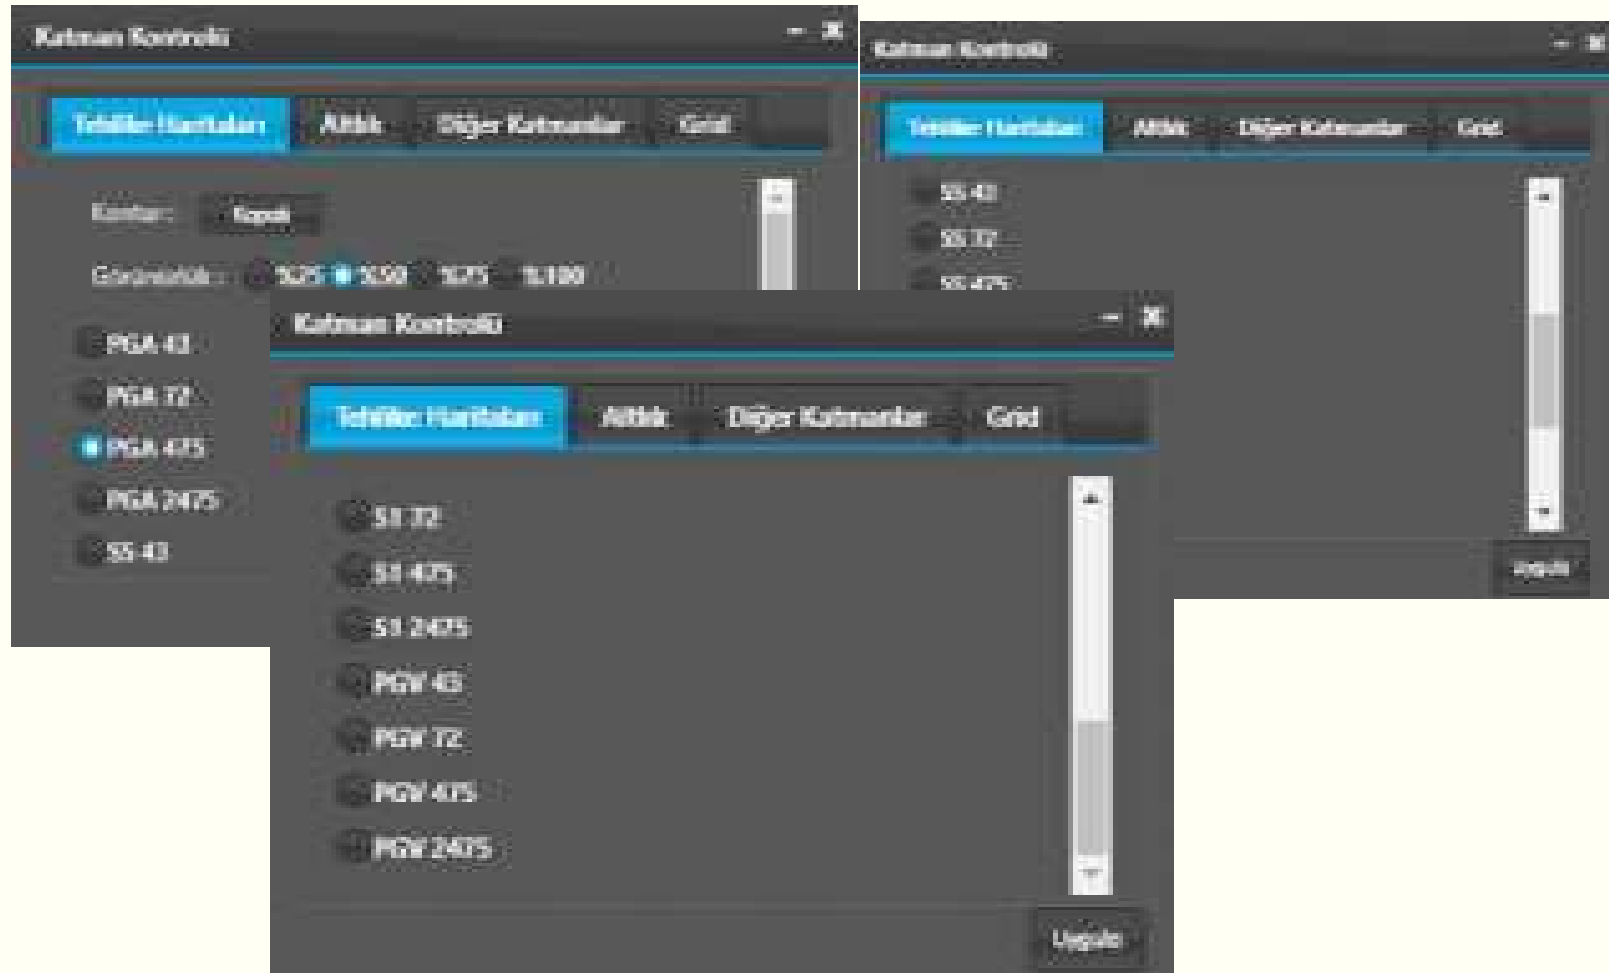 Katman Kontrolü
Tehlike Haritaları Altlık Diğer Katmanlar Grid
Kontur: Kapalı
Görünürlük: %25 %50 %75 %100
PGA 43
PGA 72
PGA 475
PGA 2475
SS 43
Katman Kontrolü
Tehlike Haritaları Altlık Diğer Katmanlar Grid
SS 43
SS 72
SS 475
Uygula
Katman Kontrolü
Tehlike Haritaları Altlık Diğer Katmanlar Grid
S1 72
S1 475
S1 2475
PGV 43
PGV 72
PGV 475
PGV 2475
Uygula